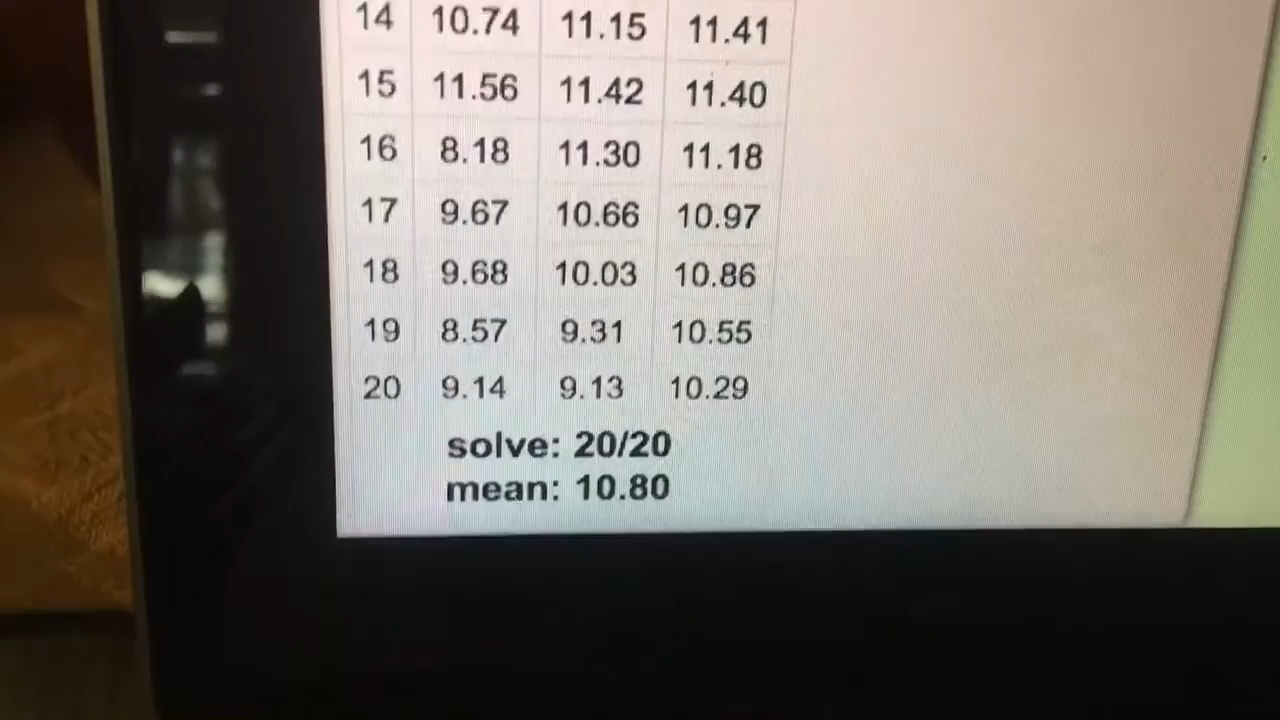 14 10.74 11.15 11.41
15 11.56 11.42 11.40
16 8.18 11.30 11.18
17 9.67 10.66 10.97
18 9.68 10.03 10.86
19 8.57 9.31 10.55
20 9.14 9.13 10.29
solve: 20/20
mean: 10.80